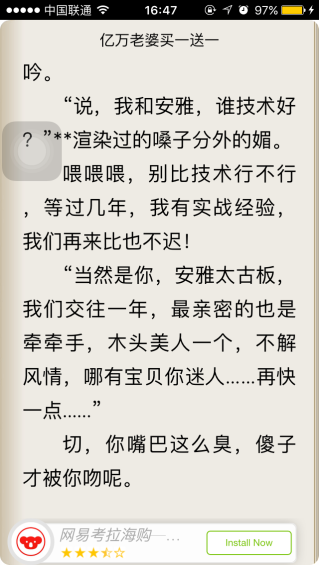 中国联通
16:47
97%
亿万老婆买一送一
吟。
“说，我和安雅，谁技术好
？”**渲染过的嗓子分外的媚。
喂喂喂，别比技术行不行
，等过几年，我有实战经验，
我们再来比也不迟！
“当然是你，安雅太古板，
我们交往一年，最亲密的也是
牵牵手，木头美人一个，不解
风情，哪有宝贝你迷人……再快
一点……”
切，你嘴巴这么臭，傻子
才被你吻呢。
网易考拉海购—…
Install Now